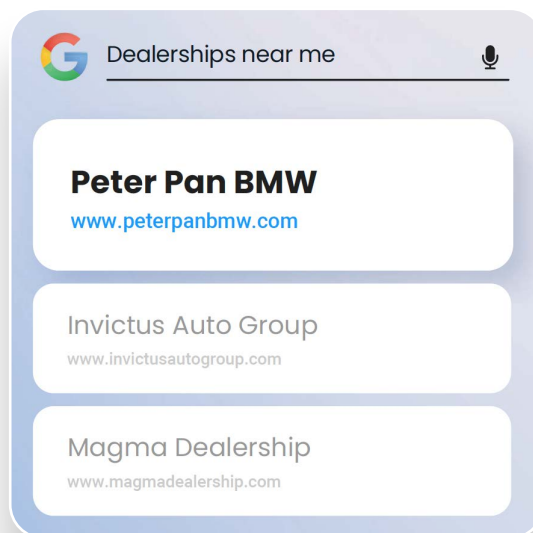 Dealerships near me
Peter Pan BMW
www.peterpanbmw.com
Invictus Auto Group
www.invictusautogroup.com
Magma Dealership
www.magmadealership.com